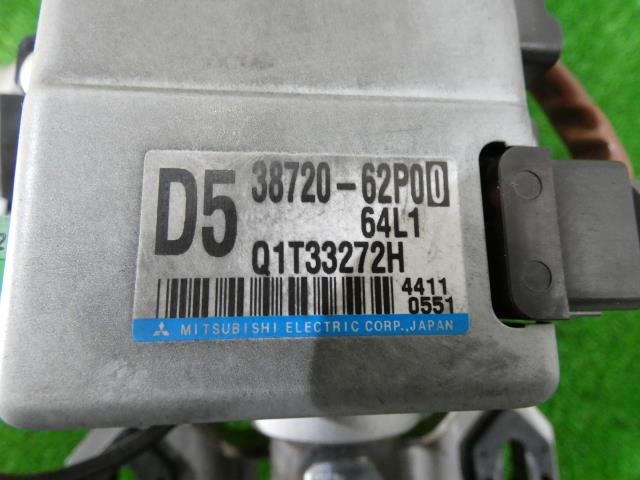 D5
38720-62P00
64L1
Q1T33272H
4411
0551
MITSUBISHI ELECTRIC CORP., JAPAN